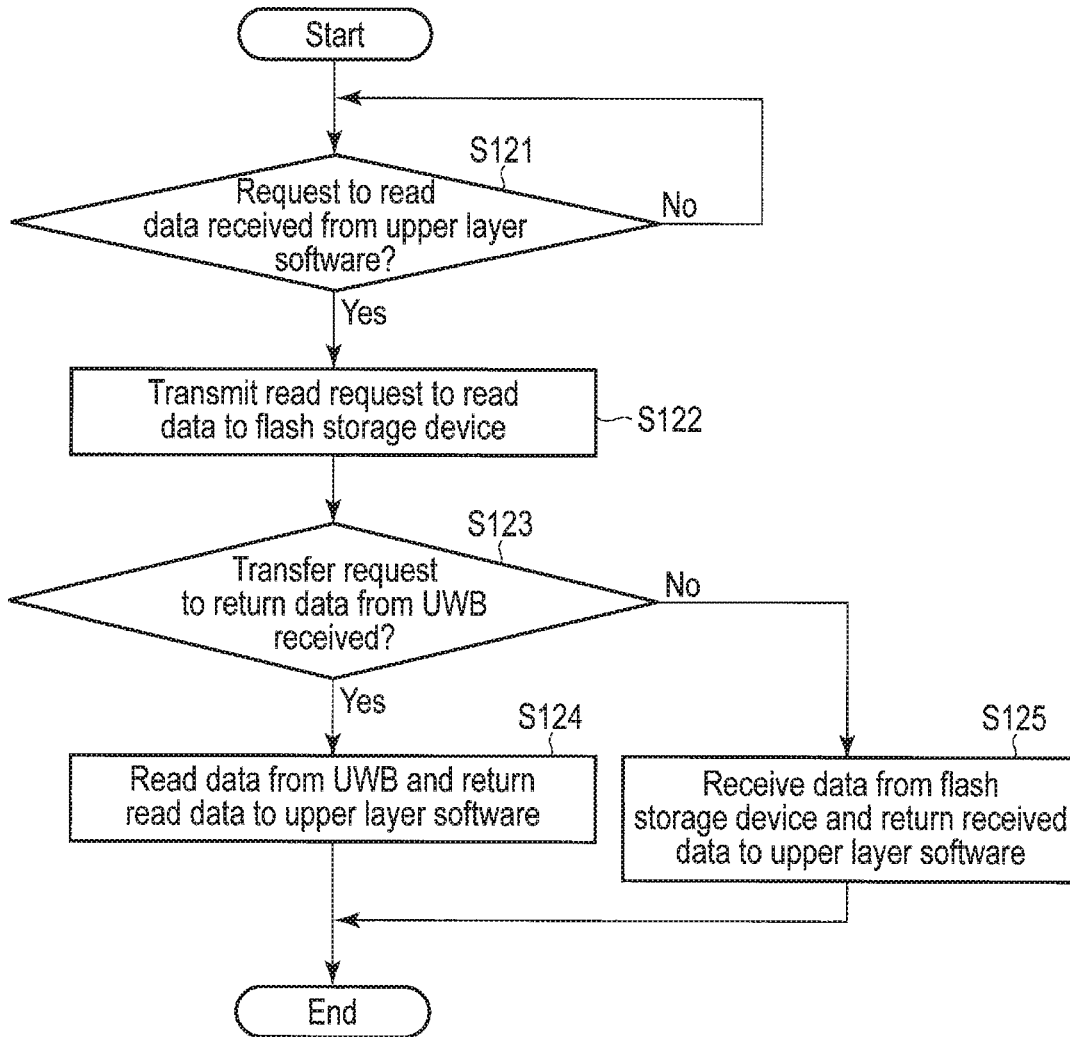 Start
S121
Request to read
data received from upper layer
software?
No
Yes
Transmit read request to read
data to flash storage device
S122
S123
Transfer request
to return data from UWB
received?
No
Yes
S124
Read data from UWB and return
read data to upper layer software
S125
Receive data from flash
storage device and return received
data to upper layer software
End